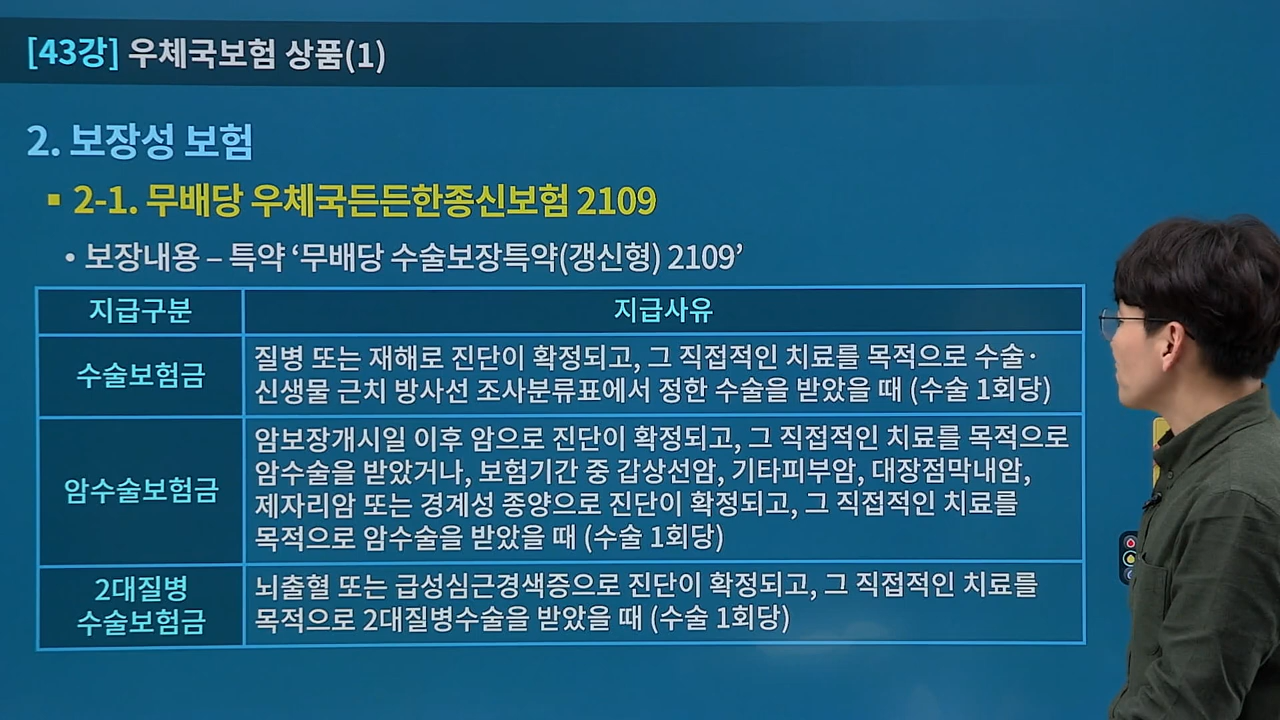 [43강] 우체국보험 상품(1)
2. 보장성 보험
▪ 2-1. 무배당 우체국든든한종신보험 2109
• 보장내용 – 특약 ‘무배당 수술보장특약(갱신형) 2109’
지급구분
지급사유
수술보험금
질병 또는 재해로 진단이 확정되고, 그 직접적인 치료를 목적으로 수술·
신생물 근치 방사선 조사분류표에서 정한 수술을 받았을 때 (수술 1회당)
암수술보험금
암보장개시일 이후 암으로 진단이 확정되고, 그 직접적인 치료를 목적으로
암수술을 받았거나, 보험기간 중 갑상선암, 기타피부암, 대장점막내암,
제자리암 또는 경계성 종양으로 진단이 확정되고, 그 직접적인 치료를
목적으로 암수술을 받았을 때 (수술 1회당)
2대질병
수술보험금
뇌출혈 또는 급성심근경색증으로 진단이 확정되고, 그 직접적인 치료를
목적으로 2대질병수술을 받았을 때 (수술 1회당)